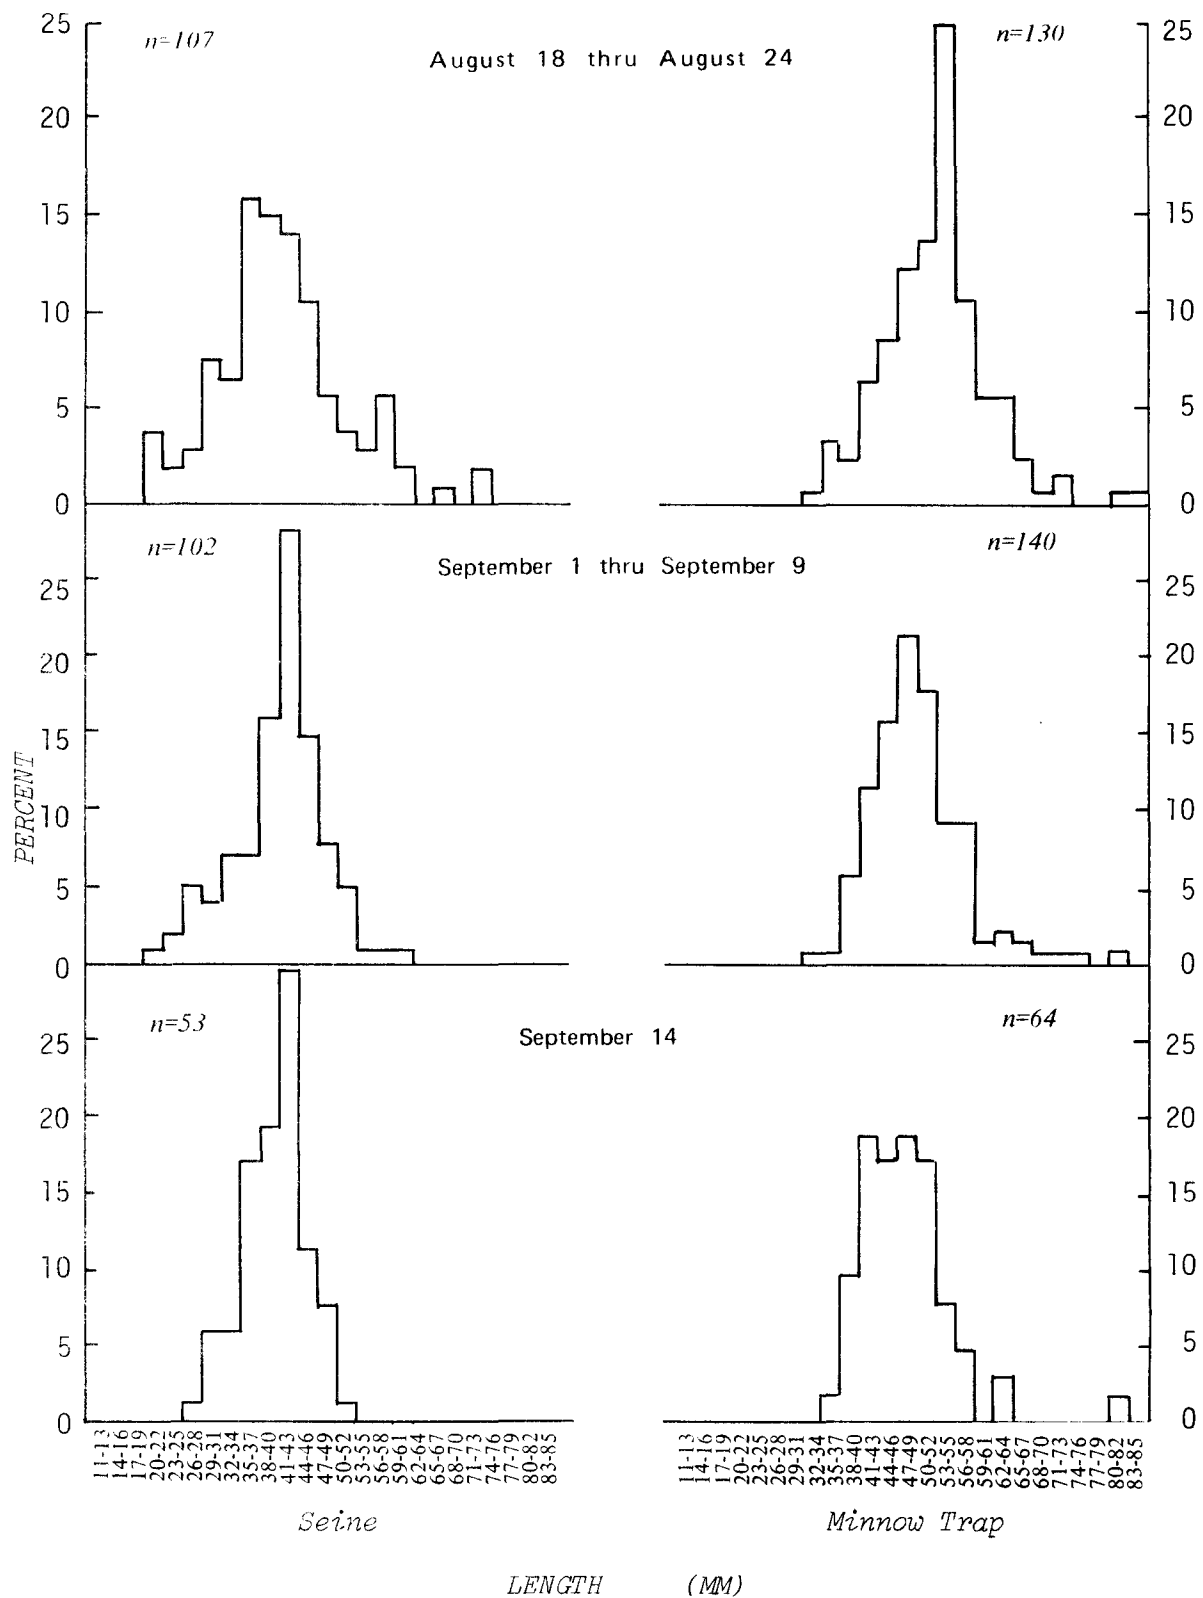 25 n=107 August 18 thru August 24 n=130 25
20 20
15 15
10 10
5 5
0 0
n=102 September 1 thru September 9 n=140
25 25
20 20
15 15
PERCENT
10 10
5 5
0 0
n=53 September 14 n=64
25 25
20 20
15 15
10 10
5 5
0 0
11-13 14-16 17-19 20-22 23-25 26-28 29-31 32-34 35-37 38-40 41-43 44-46 47-49 50-52 53-55 56-58 59-61 62-64 65-67 68-70 71-73 74-76 77-79 80-82 83-85
11-13 14-16 17-19 20-22 23-25 26-28 29-31 32-34 35-37 38-40 41-43 44-46 47-49 50-52 53-55 56-58 59-61 62-64 65-67 68-70 71-73 74-76 77-79 80-82 83-85
Seine Minnow Trap
LENGTH (MM)